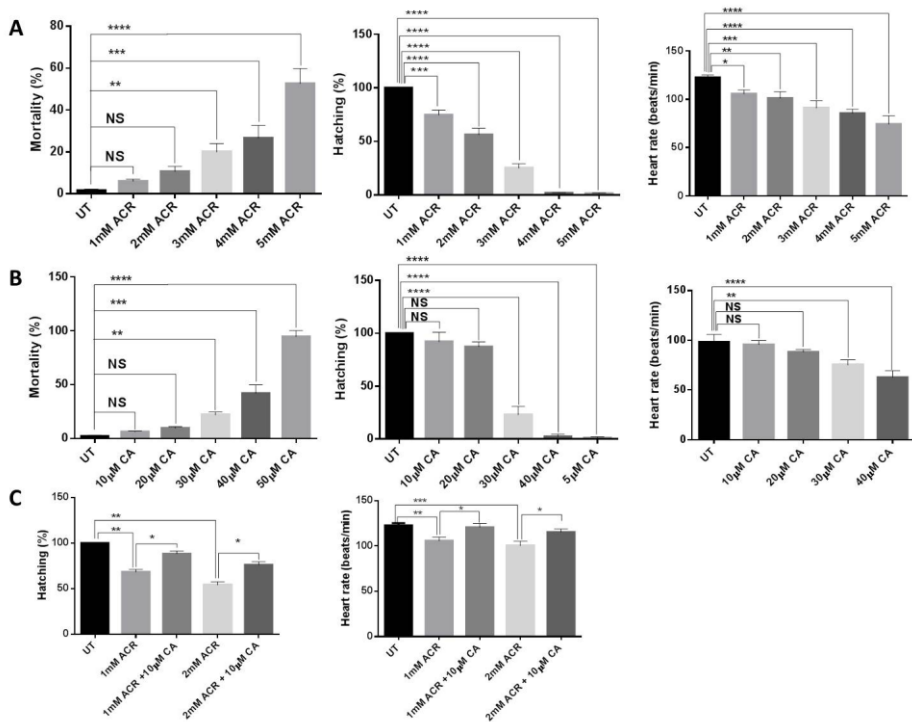 A
Mortality (%)
80
60
40
20
0
****
***
**
NS
NS
UT
1mM ACR
2mM ACR
3mM ACR
4mM ACR
5mM ACR
Hatching (%)
150
100
50
0
****
****
****
****
***
UT
1mM ACR
2mM ACR
3mM ACR
4mM ACR
5mM ACR
Heart rate (beats/min)
150
100
50
0
****
****
***
**
*
UT
1mM ACR
2mM ACR
3mM ACR
4mM ACR
5mM ACR
B
Mortality (%)
150
100
50
0
****
***
**
NS
NS
UT
10µM CA
20µM CA
30µM CA
40µM CA
50µM CA
Hatching (%)
150
100
50
0
****
****
****
NS
NS
UT
10µM CA
20µM CA
30µM CA
40µM CA
5µM CA
Heart rate (beats/min)
150
100
50
0
****
**
NS
NS
UT
10µM CA
20µM CA
30µM CA
40µM CA
C
Hatching (%)
150
100
50
0
**
**
*
*
UT
1mM ACR
1mM ACR +10µM CA
2mM ACR
2mM ACR + 10µM CA
Heart rate (beats/min)
150
100
50
0
***
**
*
*
UT
1mM ACR
1mM ACR +10µM CA
2mM ACR
2mM ACR + 10µM CA